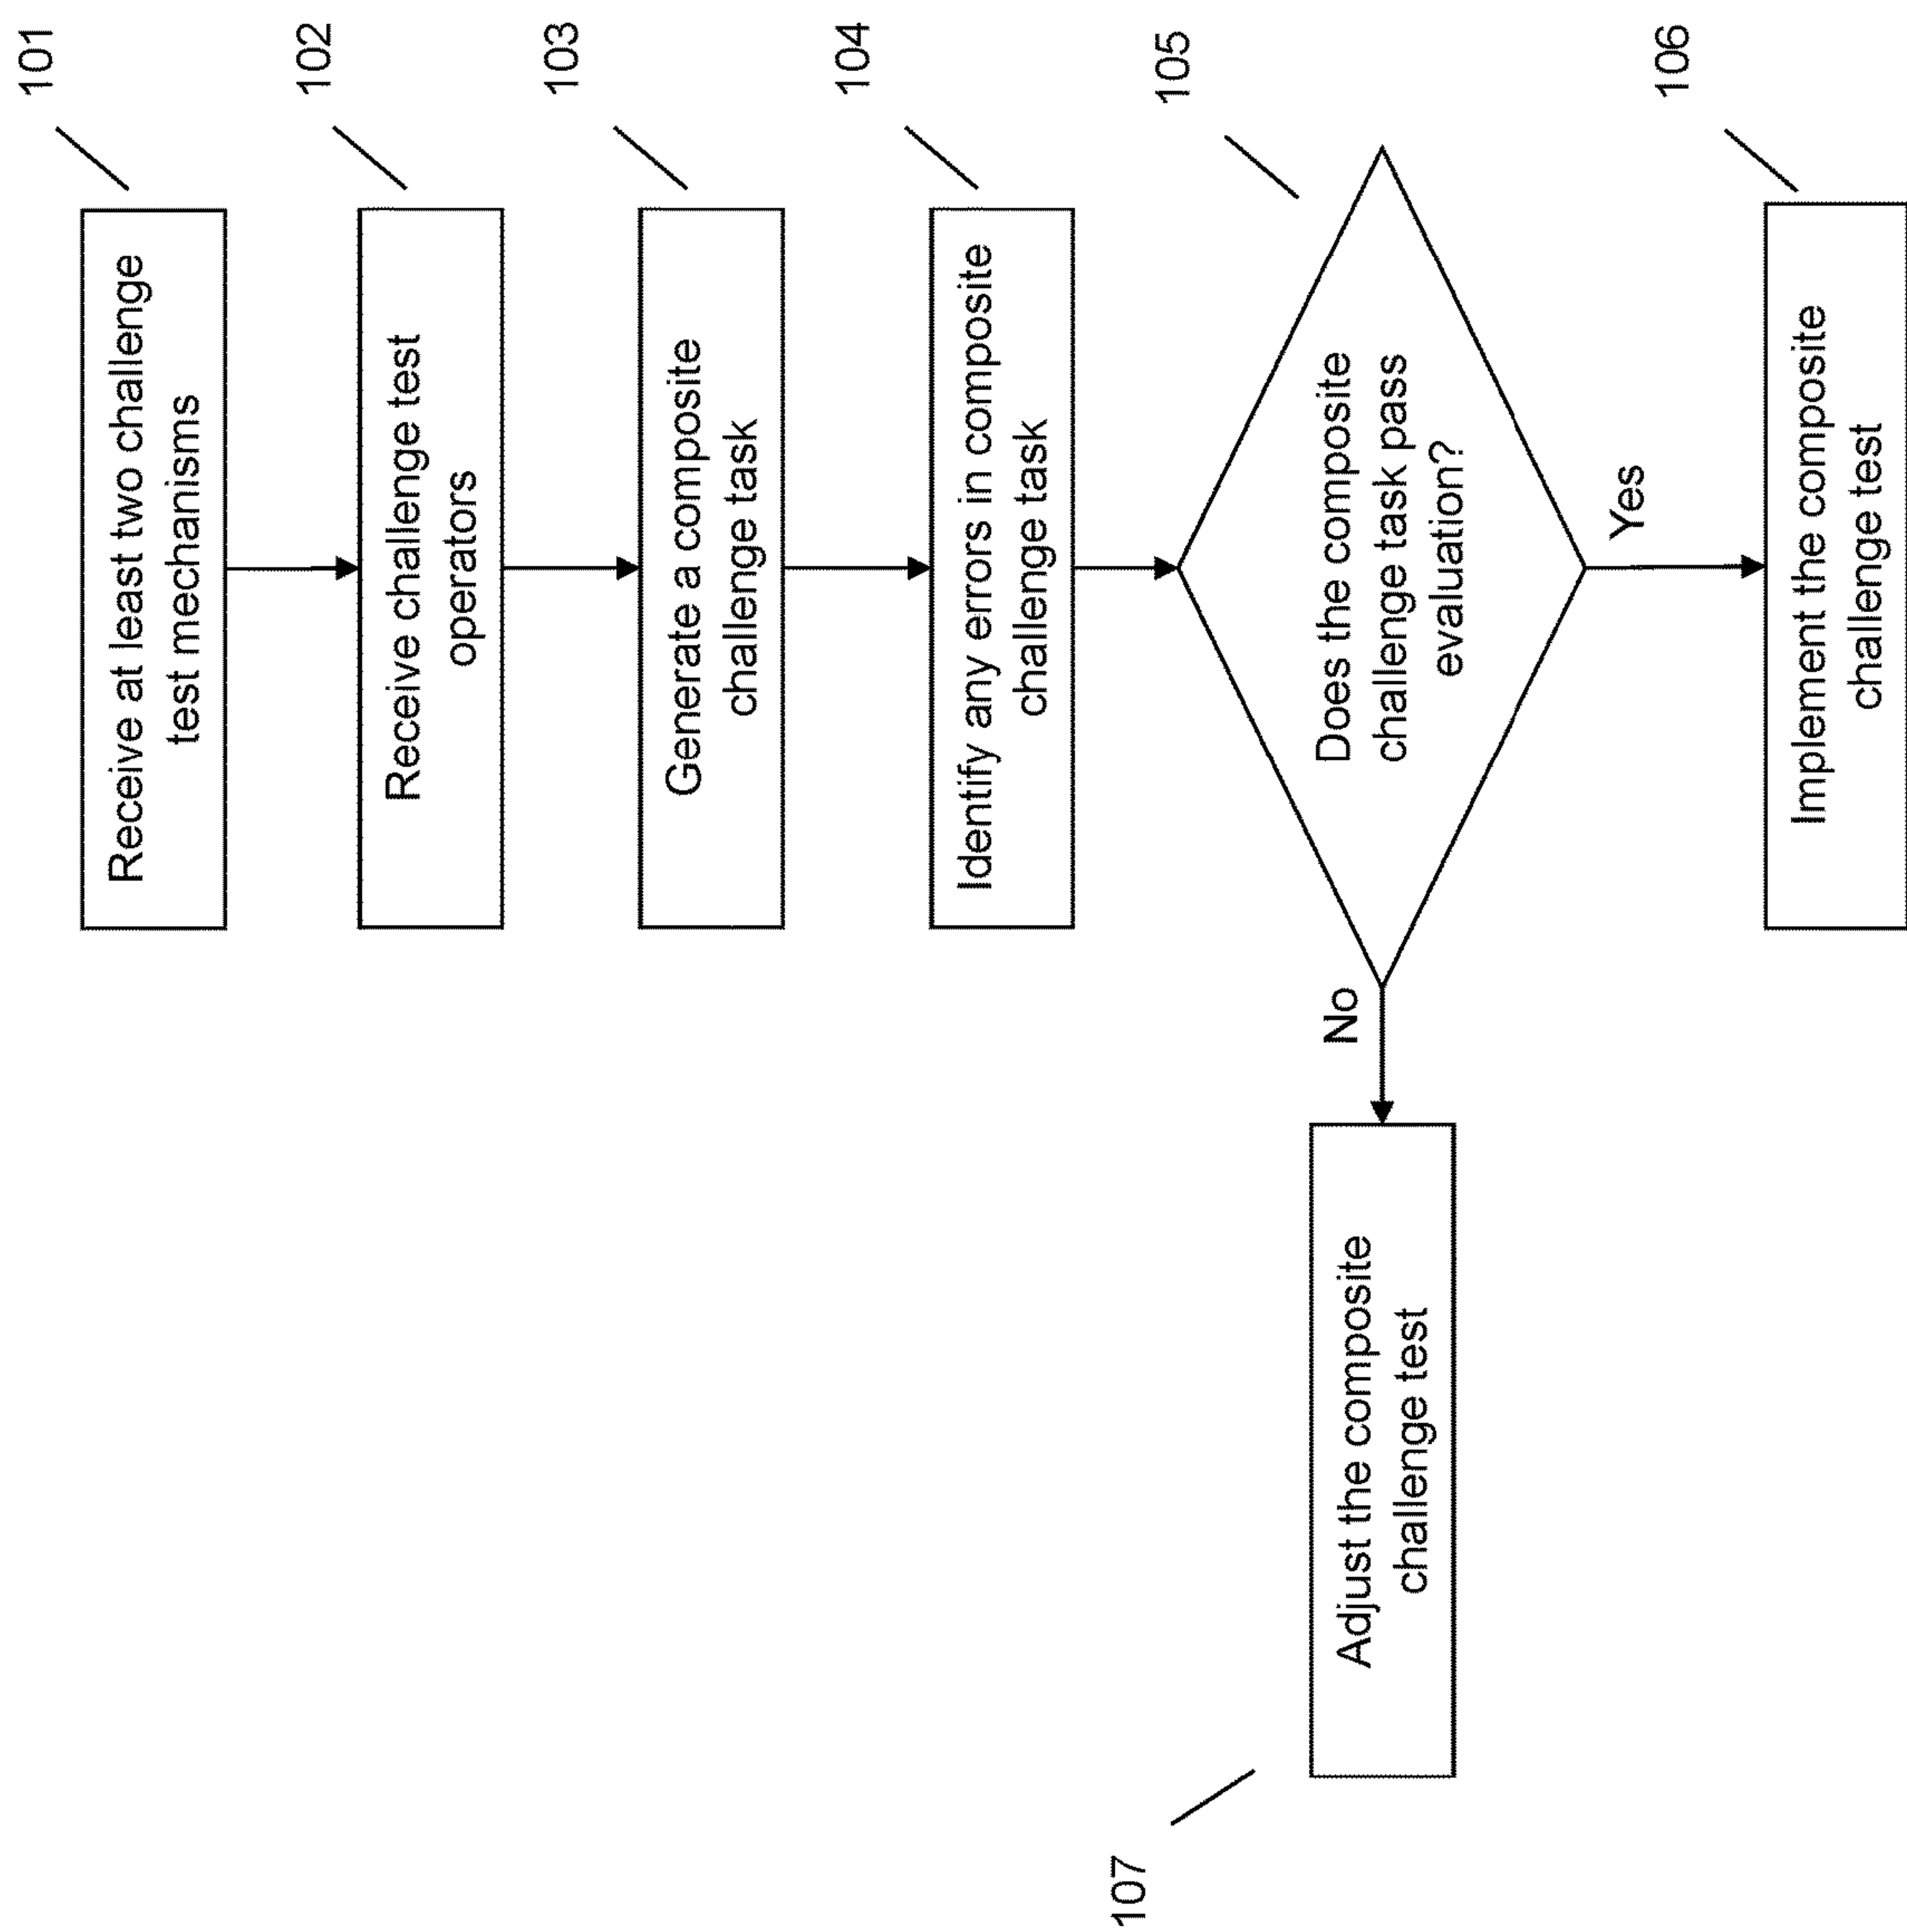 101
Receive at least two challenge
test mechanisms
102
Receive challenge test
operators
103
Generate a composite
challenge task
104
Identify any errors in composite
challenge task
105
Does the composite
challenge task pass
evaluation?
No
Yes
107
Adjust the composite
challenge test
106
Implement the composite
challenge test